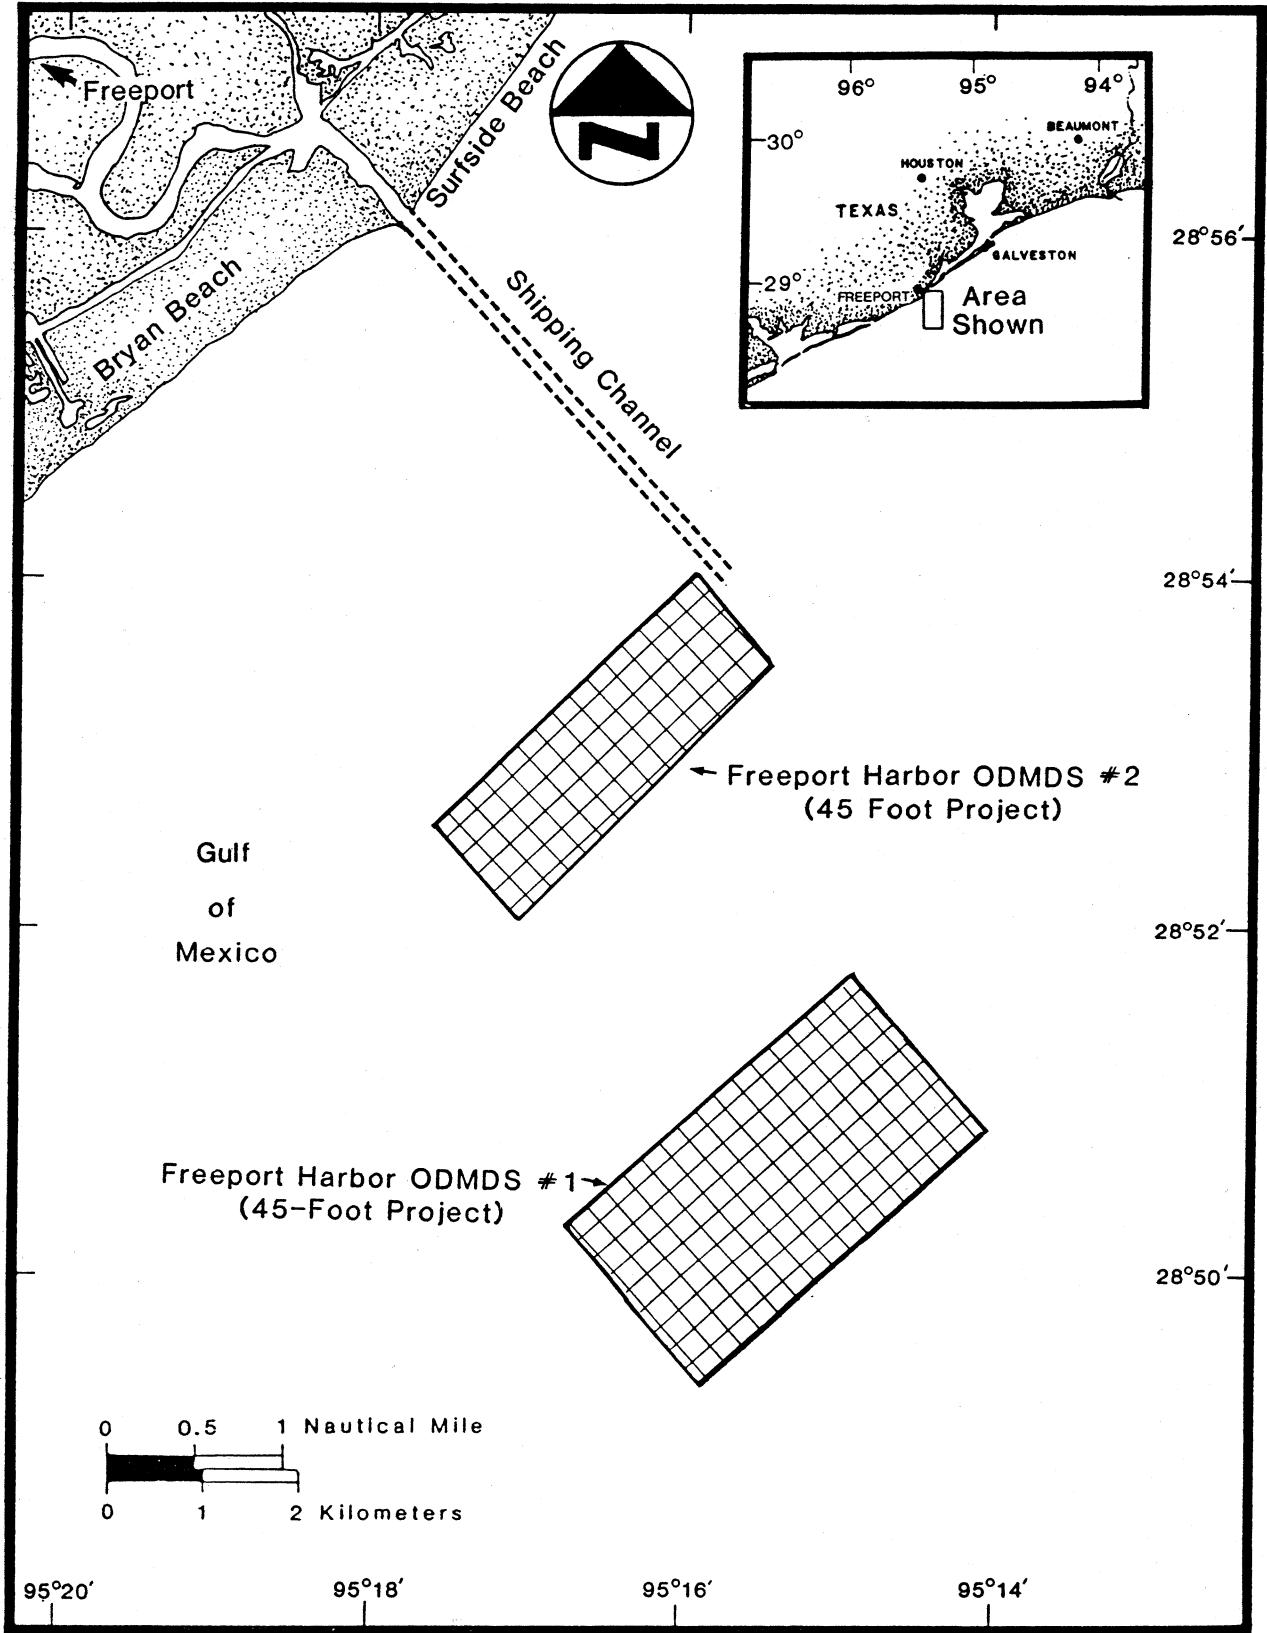 Freeport
Surfside Beach
N
Bryan Beach
Shipping Channel
96° 95° 94°
30°
29°
BEAUMONT
HOUSTON
TEXAS
GALVESTON
FREEPORT
Area
Shown
28°56′
28°54′
28°52′
28°50′
Freeport Harbor ODMDS #2
(45 Foot Project)
Gulf
of
Mexico
Freeport Harbor ODMDS #1
(45-Foot Project)
0 0.5 1 Nautical Mile
0 1 2 Kilometers
95°20′ 95°18′ 95°16′ 95°14′